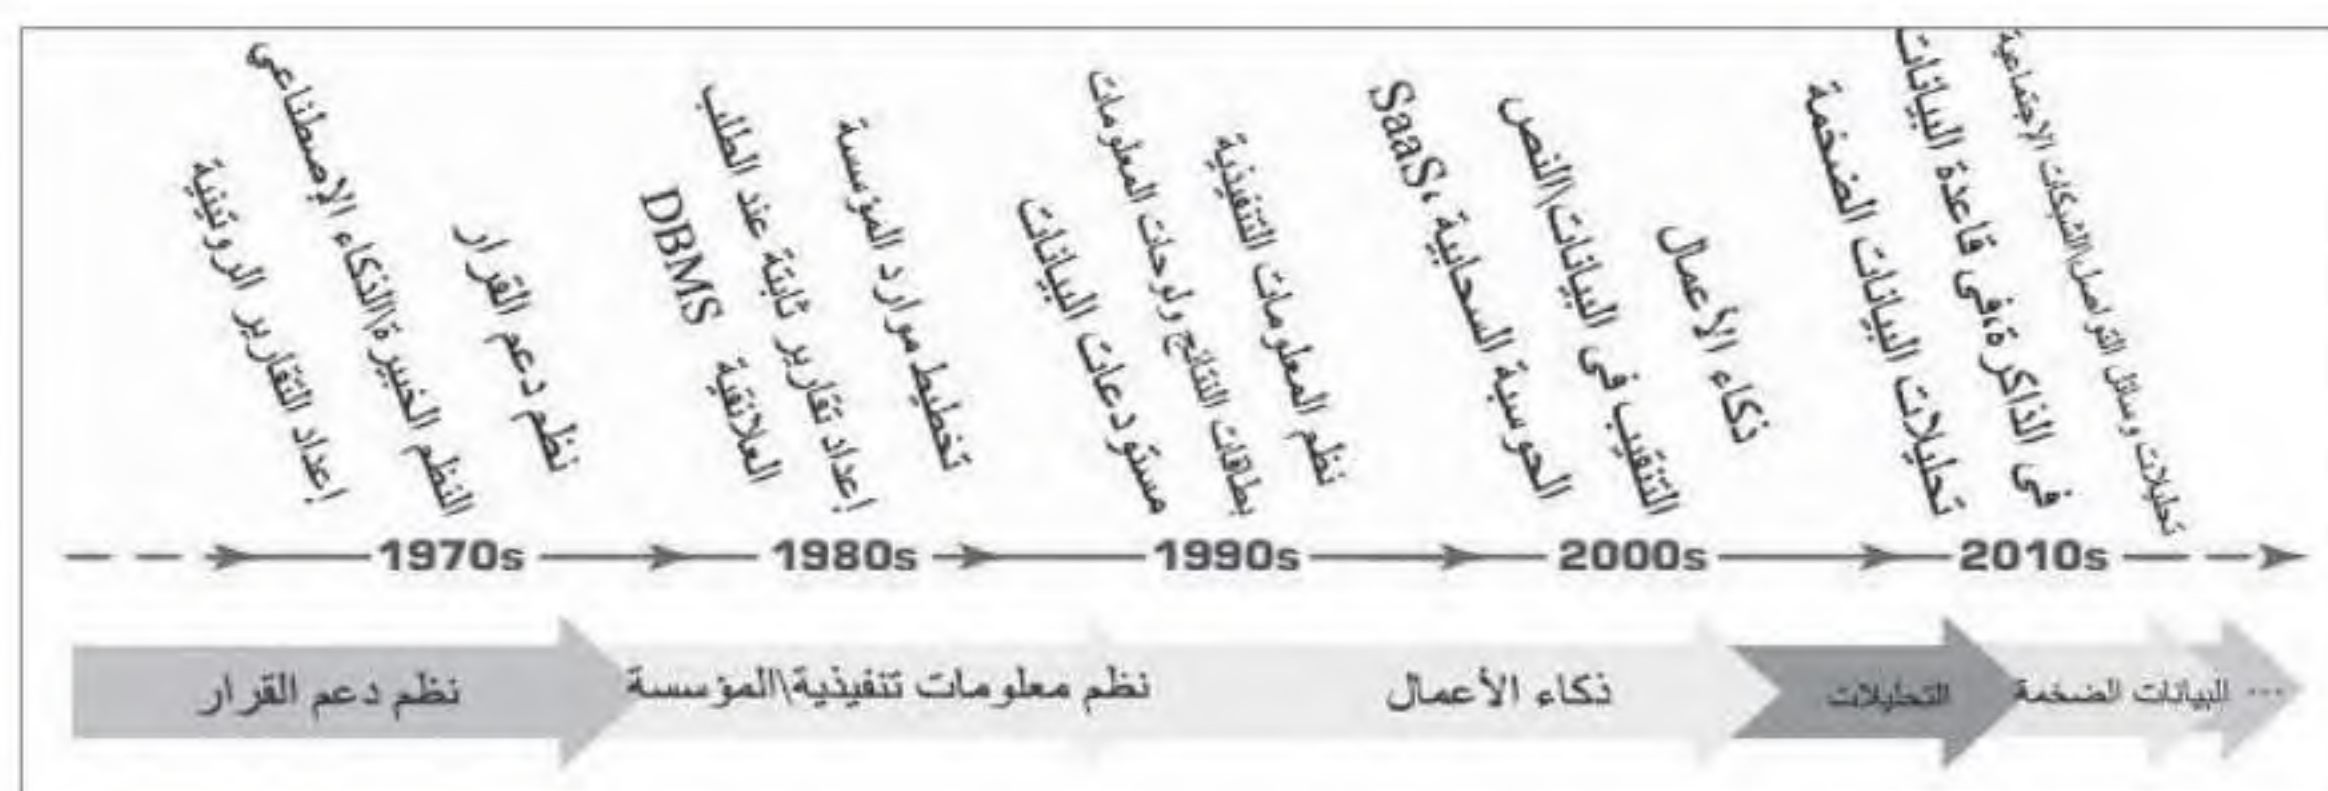 إعداد التقارير الروتينية
النظم الخبيرة\الذكاء الإصطناعي
نظم دعم القرار
العلائقية DBMS
إعداد تقارير ثابتة عند الطلب
تخطيط موارد المؤسسة
مستودعات البيانات
بطاقات النتائج ولوحات المعلومات
نظم المعلومات التنفيذية
الحوسبة السحابية ،SaaS
التنقيب فى البيانات\النص
ذكاء الأعمال
تحليلات البيانات الضخمة
فى الذاكرة،فى قاعدة البيانات
تحليلات وسائل التواصل\الشبكات الإجتماعية
1970s 1980s 1990s 2000s 2010s
نظم دعم القرار
نظم معلومات تنفيذية\المؤسسة
ذكاء الأعمال
التحليلات
البيانات الضخمة ...